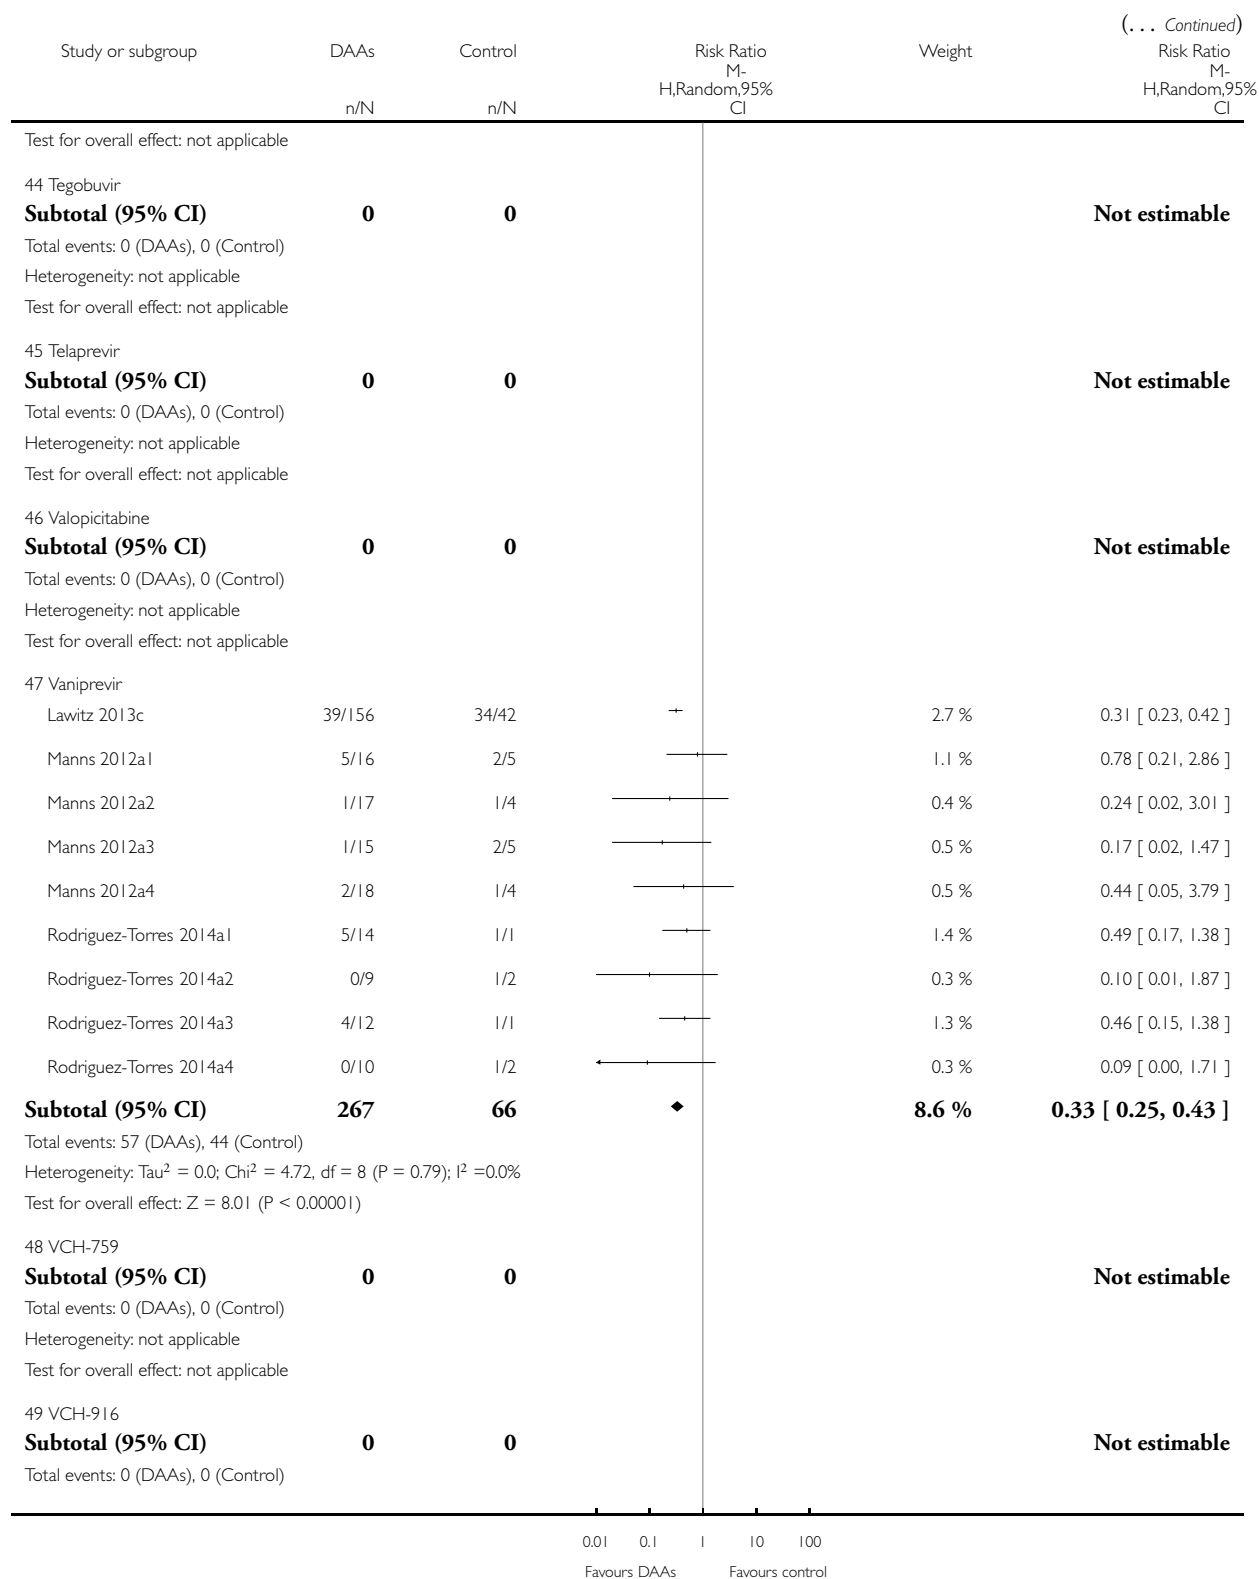 (... Continued)
Study or subgroup DAAs Control Risk Ratio Weight Risk Ratio
M- M-
H,Random,95% H,Random,95%
n/N n/N CI CI
Test for overall effect: not applicable
44 Tegobuvir
Subtotal (95% CI) 0 0 Not estimable
Total events: 0 (DAAs), 0 (Control)
Heterogeneity: not applicable
Test for overall effect: not applicable
45 Telaprevir
Subtotal (95% CI) 0 0 Not estimable
Total events: 0 (DAAs), 0 (Control)
Heterogeneity: not applicable
Test for overall effect: not applicable
46 Valopicitabine
Subtotal (95% CI) 0 0 Not estimable
Total events: 0 (DAAs), 0 (Control)
Heterogeneity: not applicable
Test for overall effect: not applicable
47 Vaniprevir
Lawitz 2013c 39/156 34/42 2.7 % 0.31 [ 0.23, 0.42 ]
Manns 2012a1 5/16 2/5 1.1 % 0.78 [ 0.21, 2.86 ]
Manns 2012a2 1/17 1/4 0.4 % 0.24 [ 0.02, 3.01 ]
Manns 2012a3 1/15 2/5 0.5 % 0.17 [ 0.02, 1.47 ]
Manns 2012a4 2/18 1/4 0.5 % 0.44 [ 0.05, 3.79 ]
Rodriguez-Torres 2014a1 5/14 1/1 1.4 % 0.49 [ 0.17, 1.38 ]
Rodriguez-Torres 2014a2 0/9 1/2 0.3 % 0.10 [ 0.01, 1.87 ]
Rodriguez-Torres 2014a3 4/12 1/1 1.3 % 0.46 [ 0.15, 1.38 ]
Rodriguez-Torres 2014a4 0/10 1/2 0.3 % 0.09 [ 0.00, 1.71 ]
Subtotal (95% CI) 267 66 8.6 % 0.33 [ 0.25, 0.43 ]
Total events: 57 (DAAs), 44 (Control)
Heterogeneity: Tau² = 0.0; Chi² = 4.72, df = 8 (P = 0.79); I² =0.0%
Test for overall effect: Z = 8.01 (P < 0.00001)
48 VCH-759
Subtotal (95% CI) 0 0 Not estimable
Total events: 0 (DAAs), 0 (Control)
Heterogeneity: not applicable
Test for overall effect: not applicable
49 VCH-916
Subtotal (95% CI) 0 0 Not estimable
Total events: 0 (DAAs), 0 (Control)
0.01 0.1 1 10 100
Favours DAAs Favours control